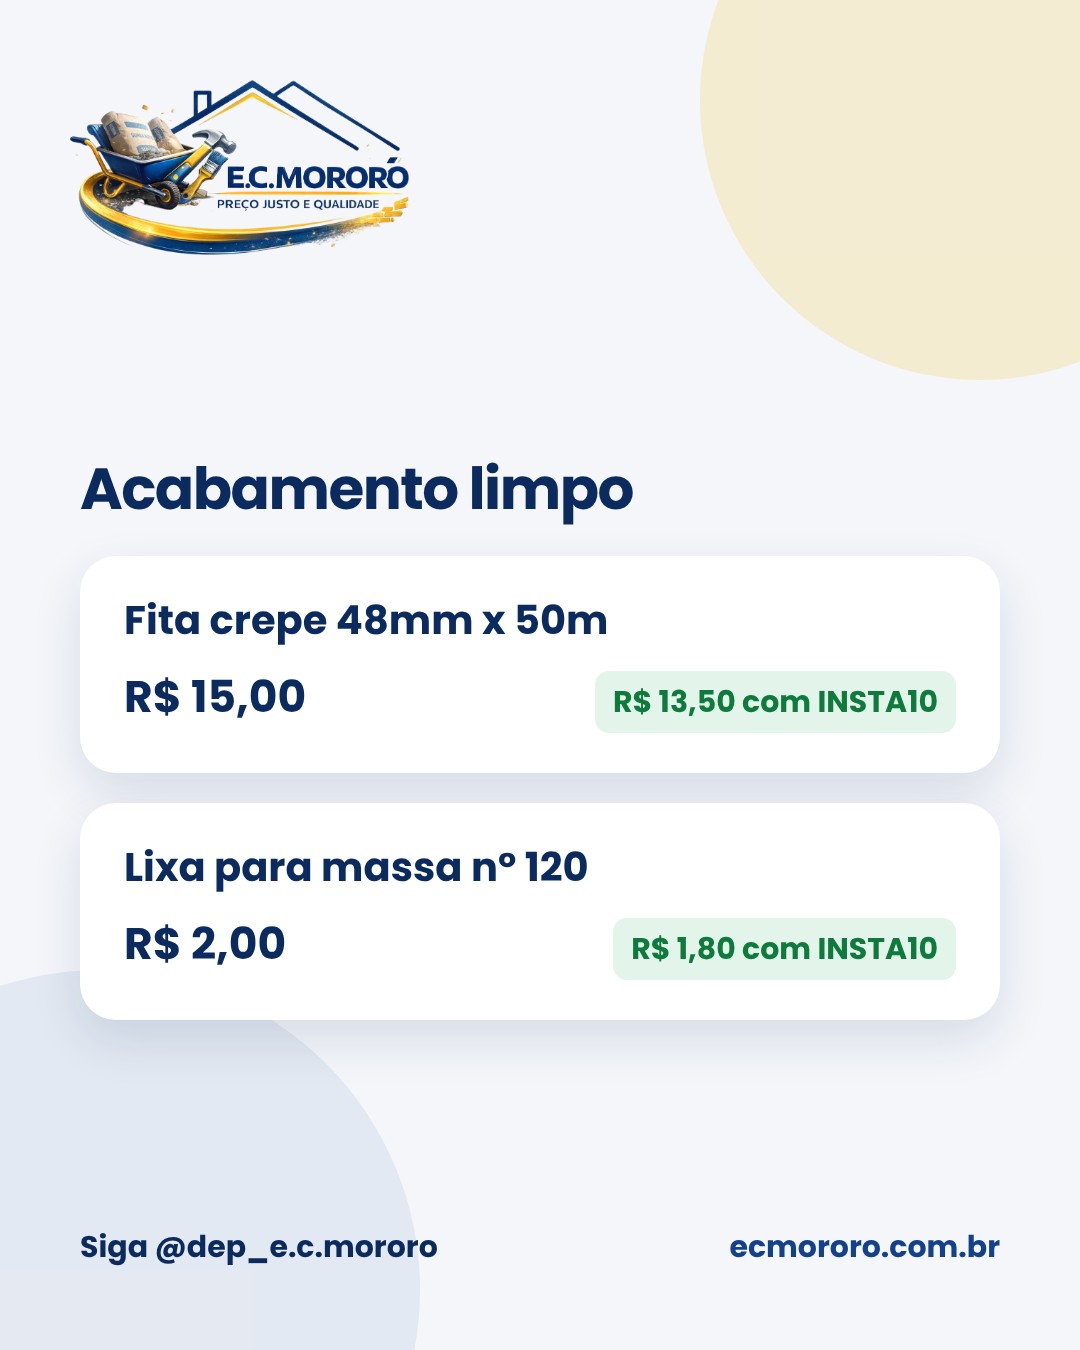 E.C.MORORÓ
PREÇO JUSTO E QUALIDADE
Acabamento limpo
Fita crepe 48mm x 50m
R$ 15,00
R$ 13,50 com INSTA10
Lixa para massa nº 120
R$ 2,00
R$ 1,80 com INSTA10
Siga @dep_e.c.mororo
ecmororo.com.br